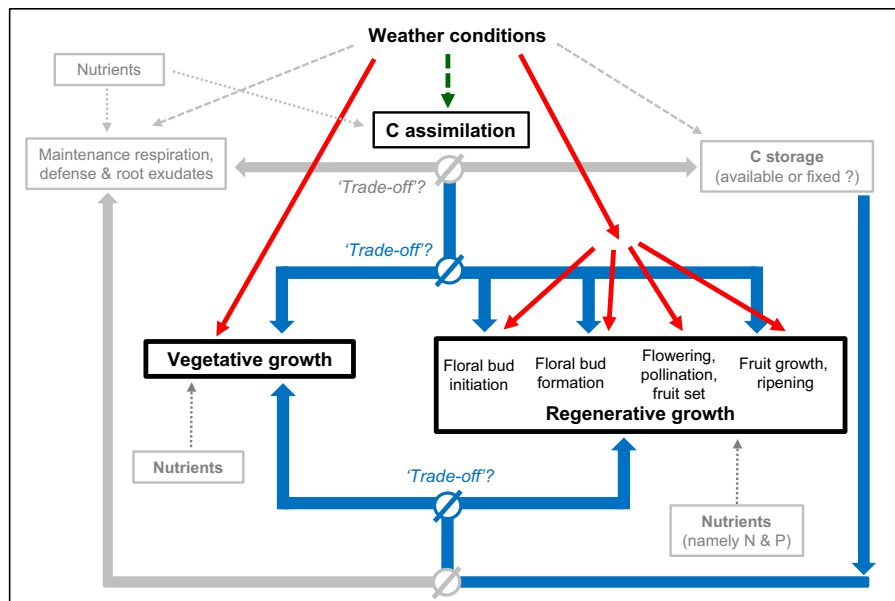 Weather conditions
Nutrients
C assimilation
Maintenance respiration,
defense & root exudates
C storage
(available or fixed ?)
'Trade-off'?
'Trade-off'?
Vegetative growth
Floral bud
initiation
Floral bud
formation
Flowering,
pollination,
fruit set
Fruit growth,
ripening
Regenerative growth
Nutrients
'Trade-off'?
Nutrients
(namely N & P)